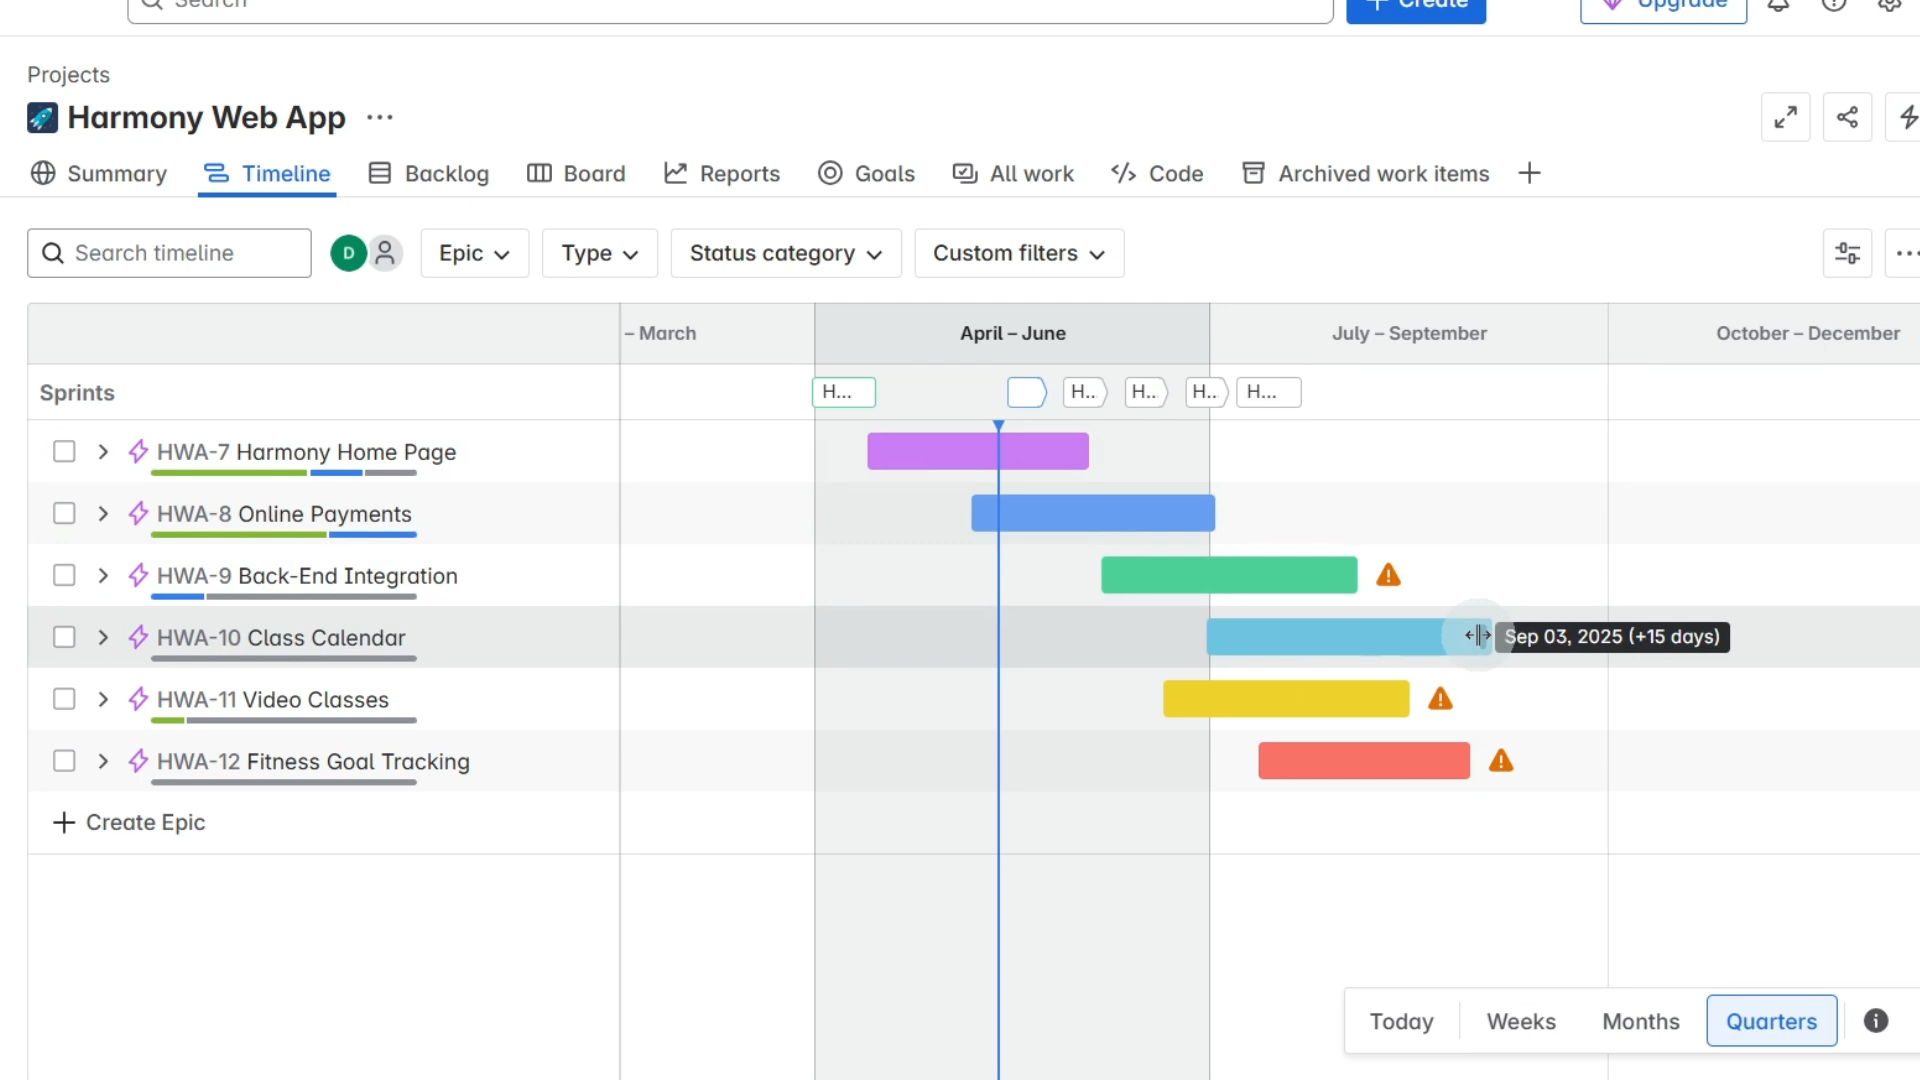 Search
Create
Upgrade
Projects
Harmony Web App
Summary
Timeline
Backlog
Board
Reports
Goals
All work
Code
Archived work items
Search timeline
D
Epic
Type
Status category
Custom filters
– March
April – June
July – September
October – December
Sprints
H...
H...
H...
H...
H...
HWA-7 Harmony Home Page
HWA-8 Online Payments
HWA-9 Back-End Integration
HWA-10 Class Calendar
Sep 03, 2025 (+15 days)
HWA-11 Video Classes
HWA-12 Fitness Goal Tracking
Create Epic
Today
Weeks
Months
Quarters